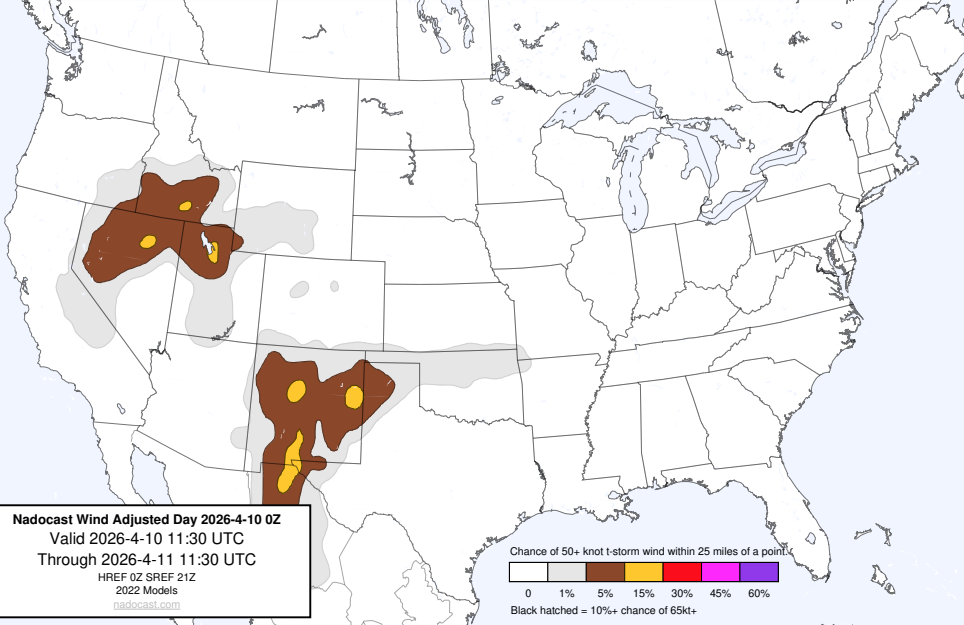 Nadocast Wind Adjusted Day 2026-4-10 0Z
Valid 2026-4-10 11:30 UTC
Through 2026-4-11 11:30 UTC
HREF 0Z SREF 21Z
2022 Models
nadocast.com
Chance of 50+ knot t-storm wind within 25 miles of a point.
0 1% 5% 15% 30% 45% 60%
Black hatched = 10%+ chance of 65kt+